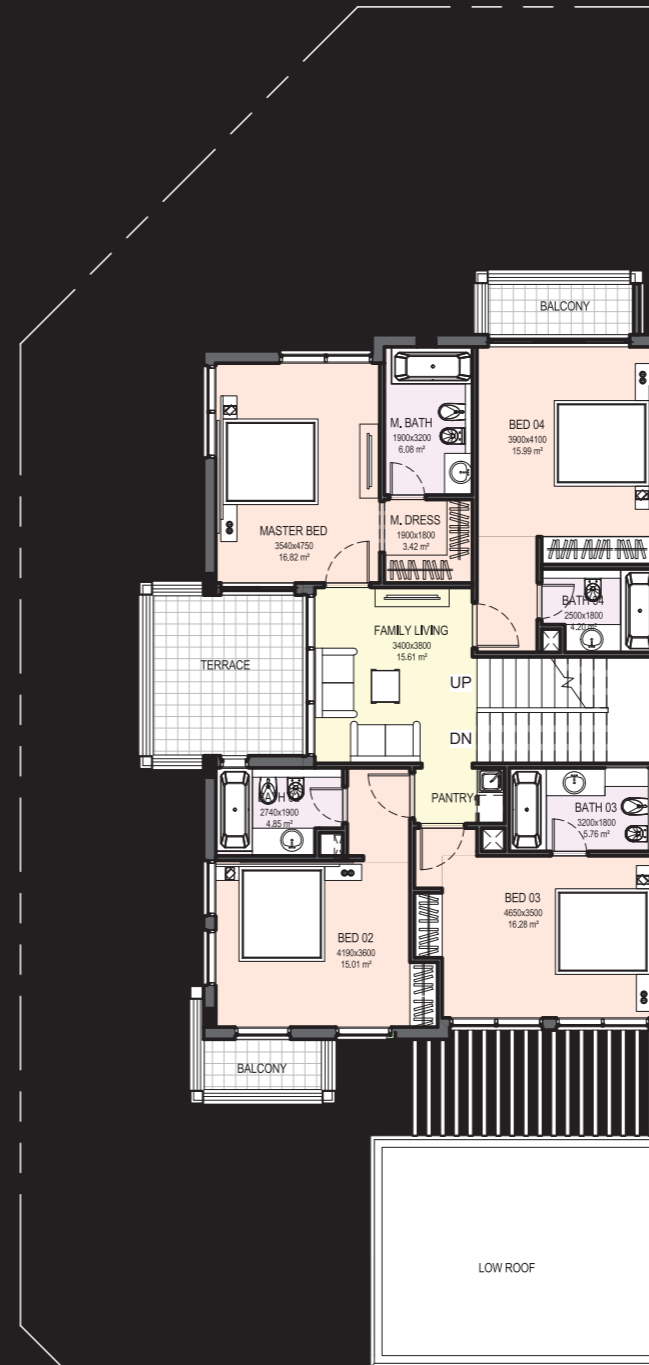 BALCONY
M. BATH
1900x3200
6.08 m²
BED 04
3900x4100
15.99 m²
MASTER BED
3540x4750
16.82 m²
M. DRESS
1900x1800
3.42 m²
BATH 04
2500x1800
4.20 m²
FAMILY LIVING
3400x3800
15.61 m²
TERRACE
UP
DN
PANTRY
2740x1900
4.85 m²
BATH 03
3200x1800
5.76 m²
BED 03
4650x3500
16.28 m²
BED 02
4190x3600
15.01 m²
BALCONY
LOW ROOF